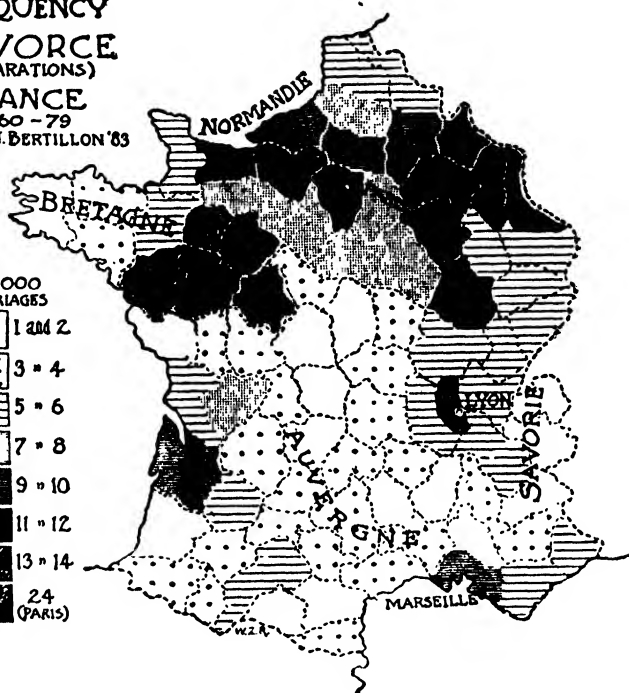 QUENCY
VORCE
ARATIONS)
ANCE
60-79
J. BERTILLON '83
NORMANDIE
BRETAGNE
000
RIAGES
1 and 2
3 " 4
5 " 6
7 " 8
9 " 10
11 " 12
13 " 14
24
(PARIS)
LYON
SAVORIE
AUVERGNE
MARSEILLE
W.Z.R.